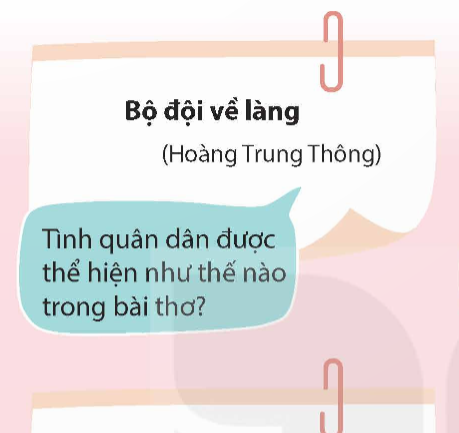 Bộ đội về làng
(Hoàng Trung Thông)
Tình quân dân được
thể hiện như thế nào
trong bài thơ?